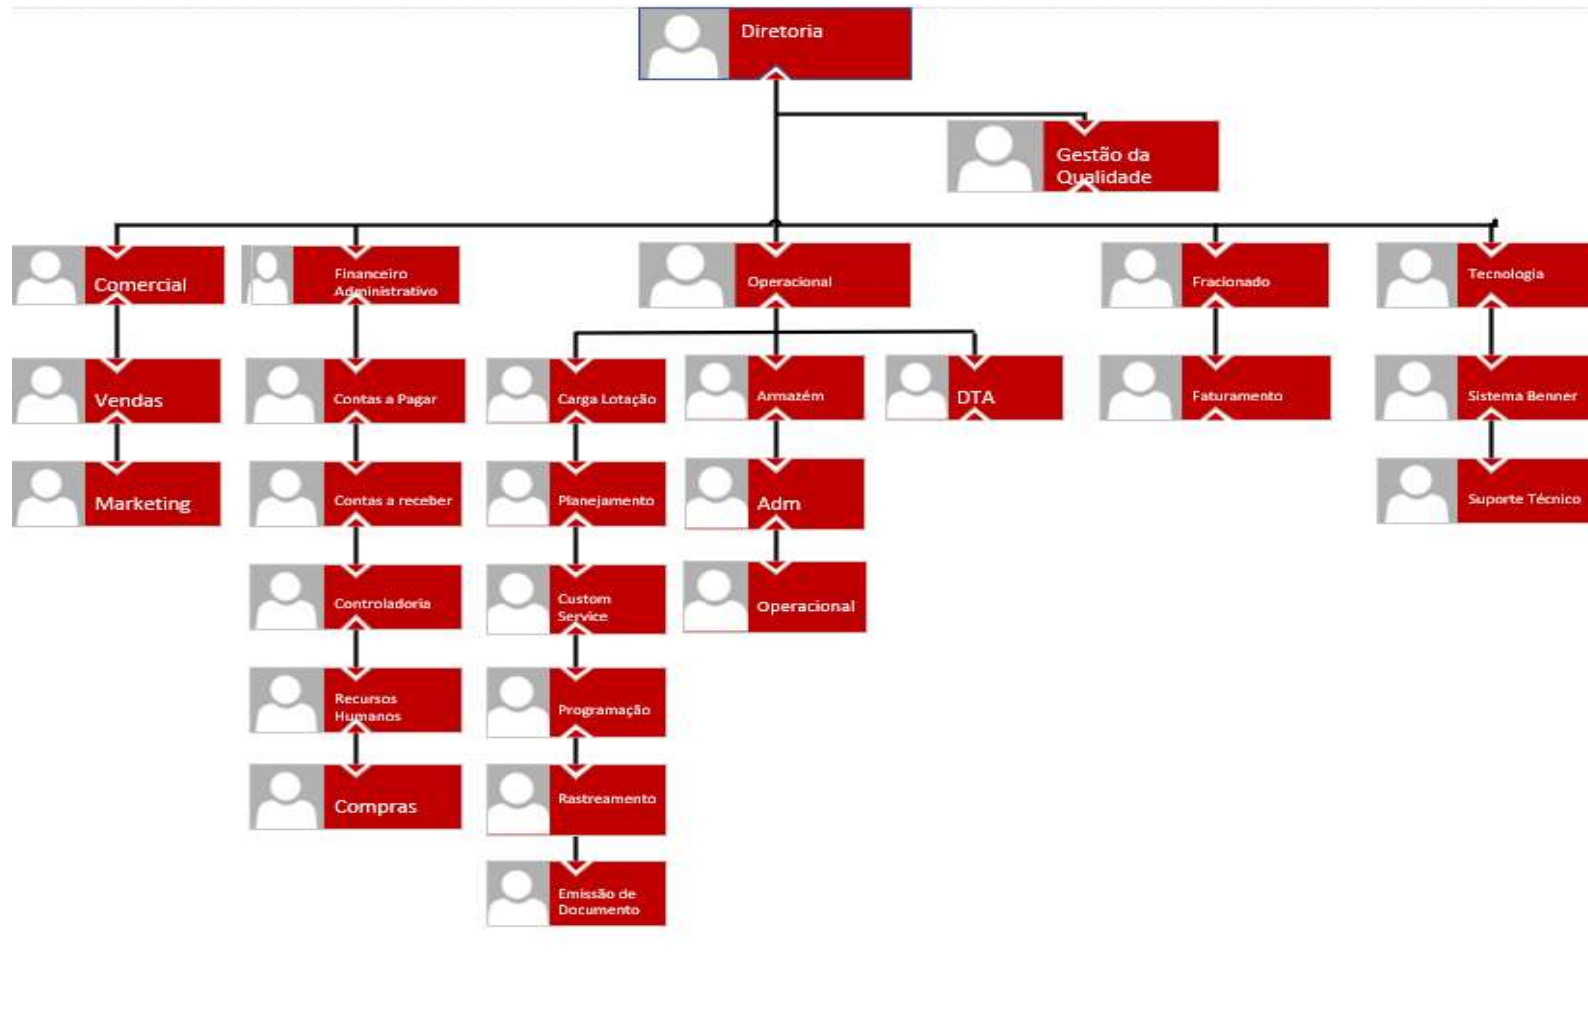 Diretoria
Gestão da
Qualidade
Comercial
Financeiro
Administrativo
Operacional
Fracionado
Tecnologia
Vendas
Contas a Pagar
Carga Lotação
Armazém
DTA
Faturamento
Sistema Benner
Marketing
Contas a receber
Planejamento
Adm
Suporte Técnico
Controladoria
Custom
Service
Operacional
Recursos
Humanos
Programação
Compras
Rastreamento
Emissão de
Documento